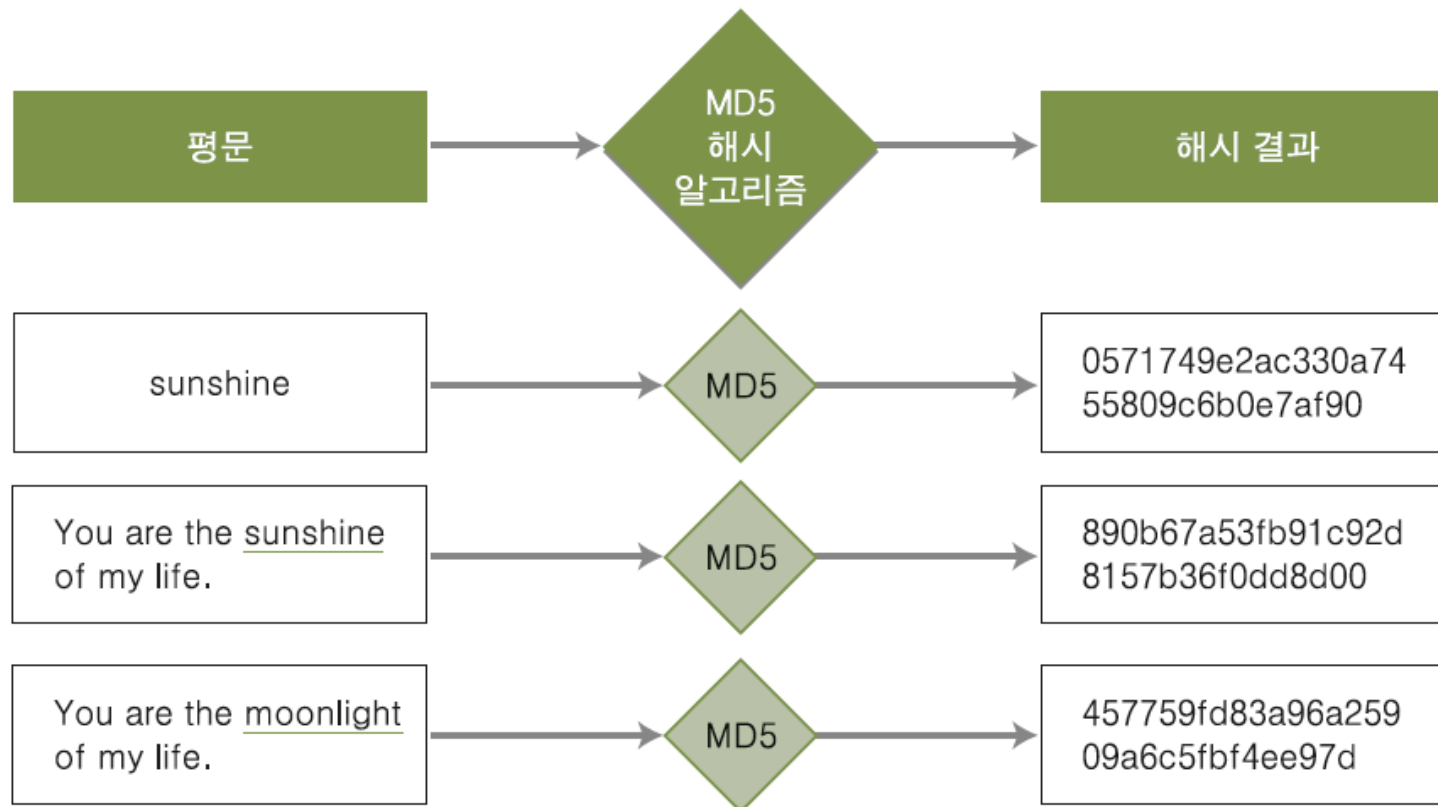 평문
MD5
해시
알고리즘
해시 결과
sunshine
MD5
0571749e2ac330a74
55809c6b0e7af90
You are the sunshine
of my life.
MD5
890b67a53fb91c92d
8157b36f0dd8d00
You are the moonlight
of my life.
MD5
457759fd83a96a259
09a6c5fbf4ee97d